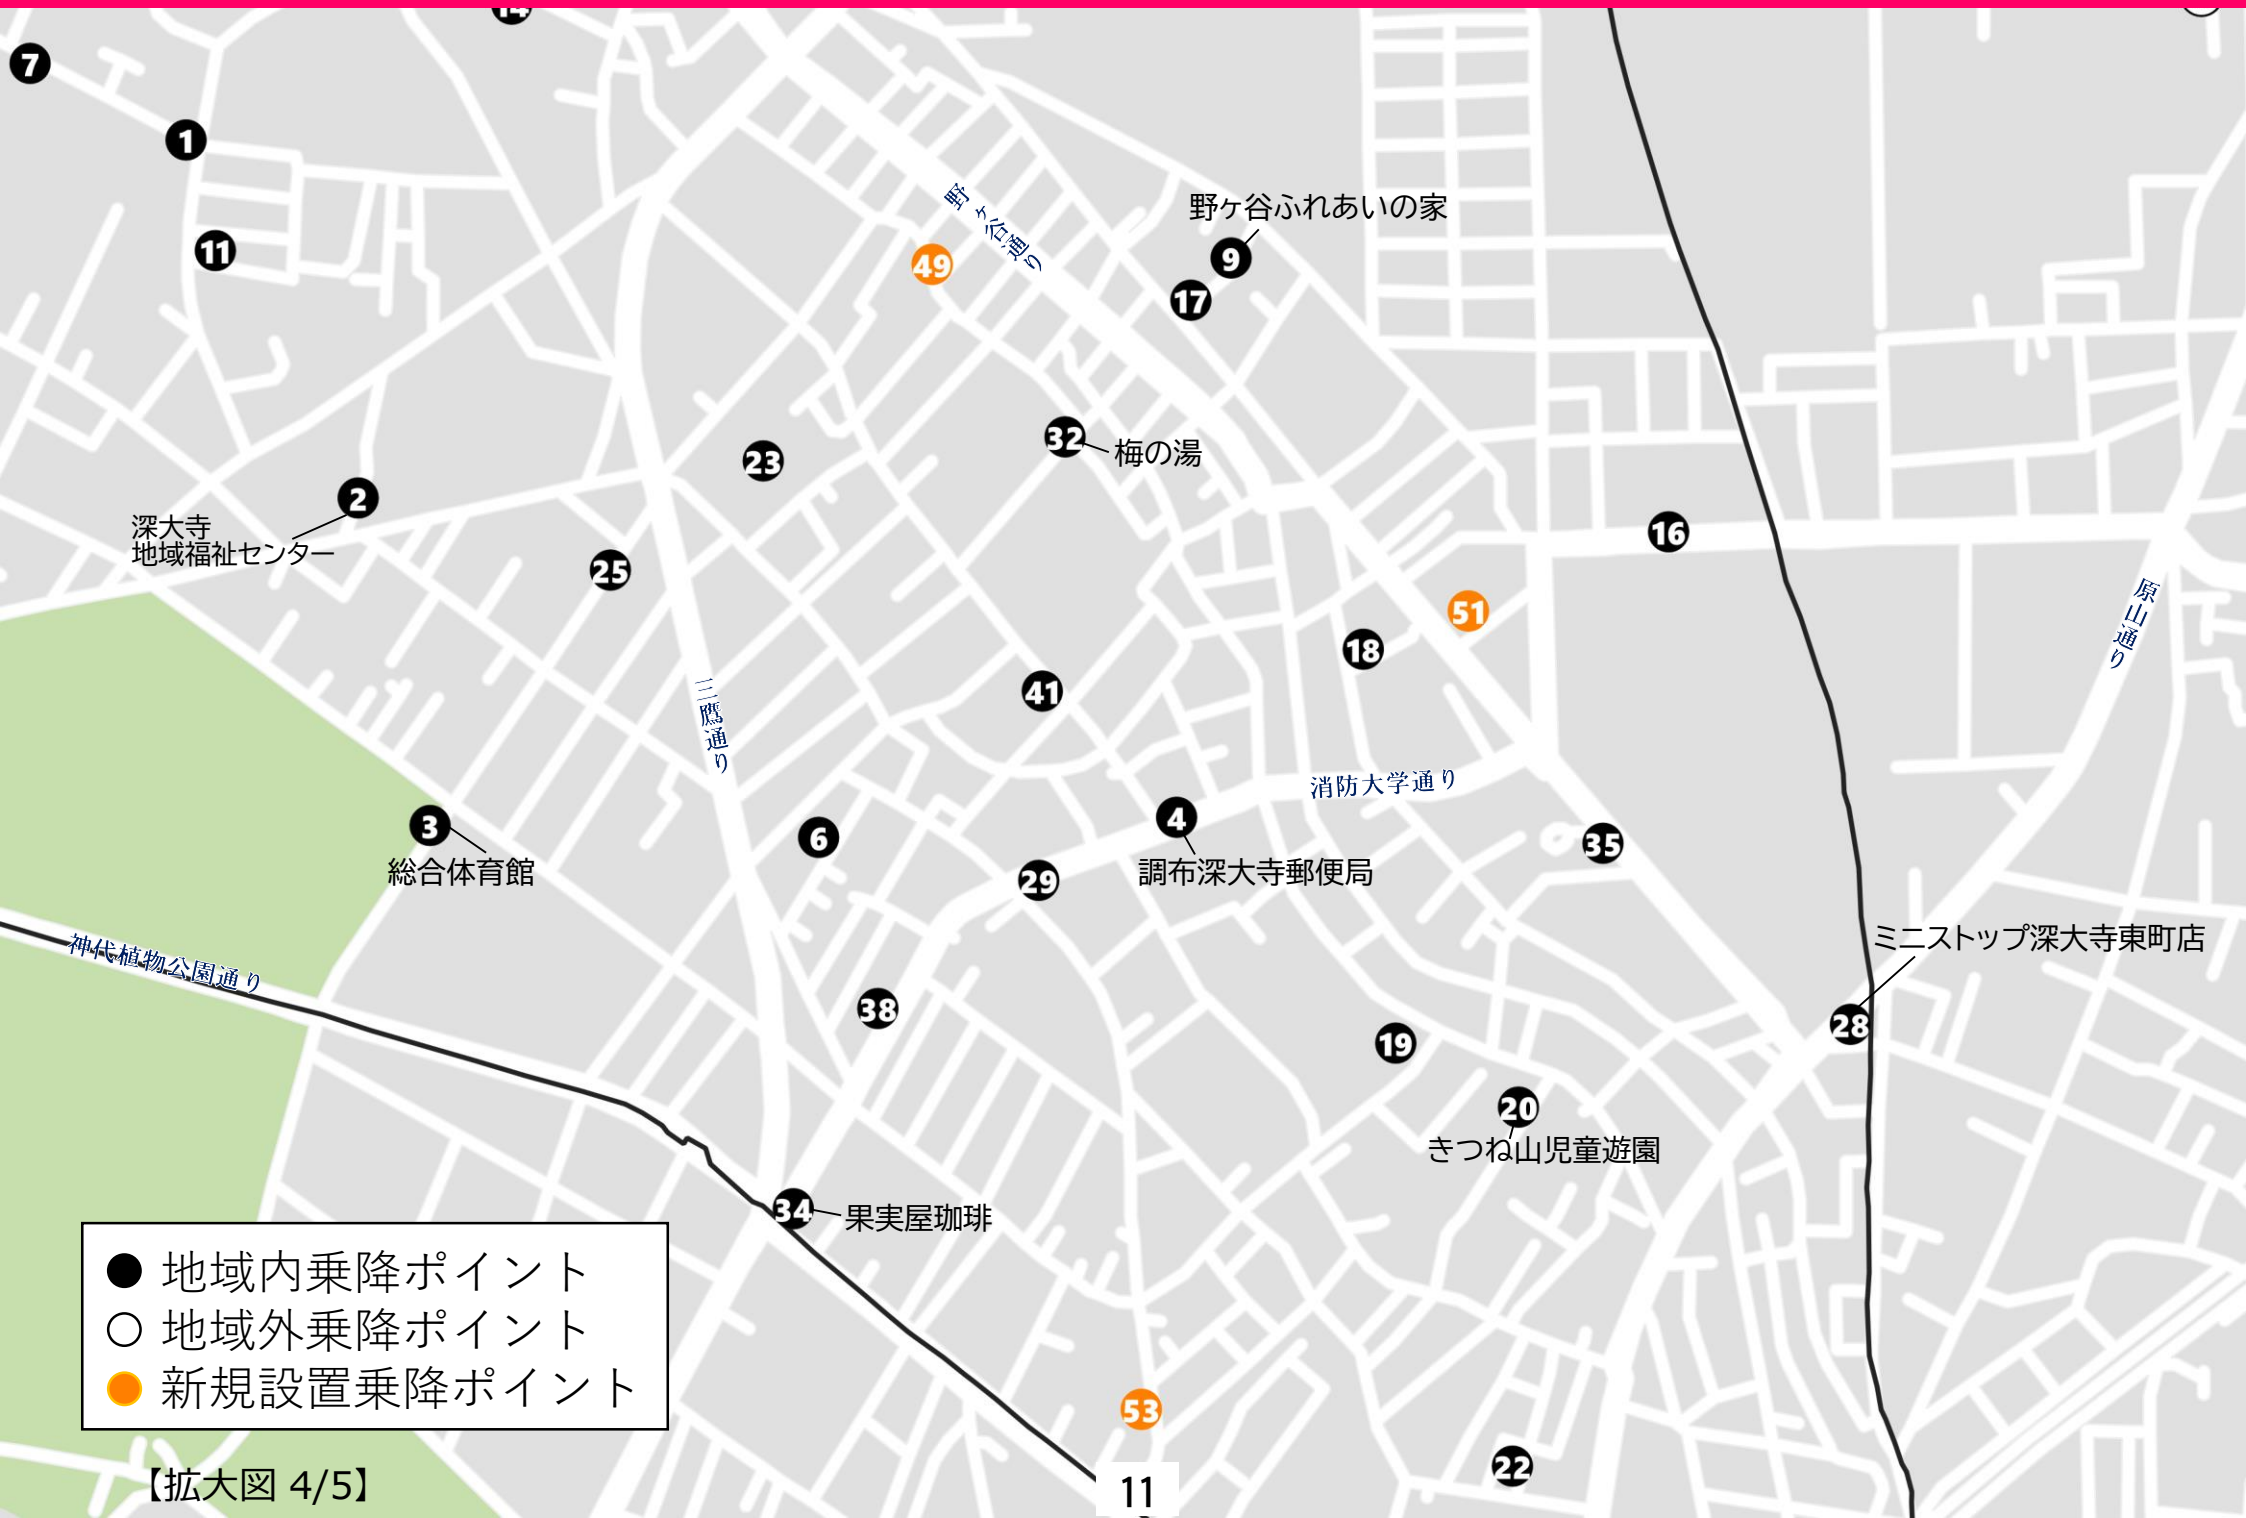 14
7
1
11
2
深大寺
地域福祉センター
25
23
49
野ヶ谷通り
野ヶ谷ふれあいの家
9
17
32
梅の湯
16
51
18
原山通り
三鷹通り
41
消防大学通り
3
総合体育館
6
4
調布深大寺郵便局
29
35
神代植物公園通り
ミニストップ深大寺東町店
28
38
19
20
きつね山児童遊園
34
果実屋珈琲
53
22
地域内乗降ポイント
地域外乗降ポイント
新規設置乗降ポイント
【拡大図 4/5】
11